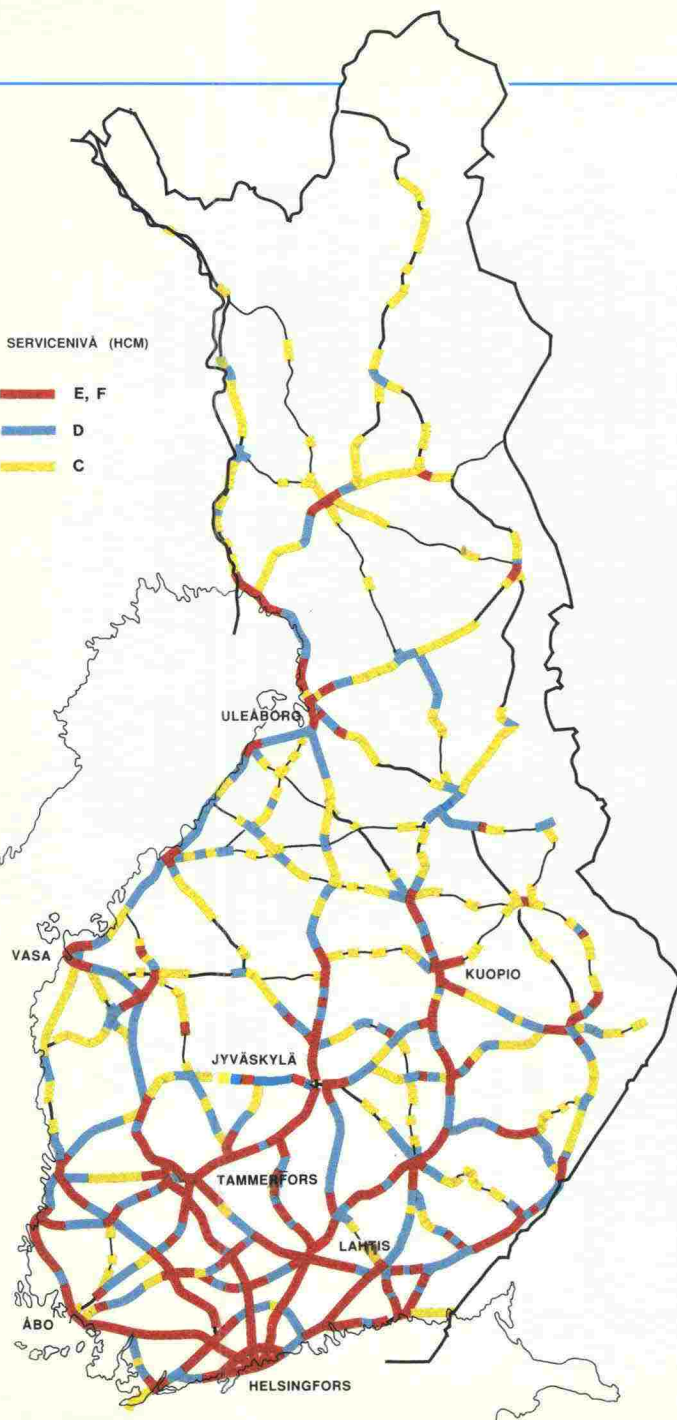 SERVICENIVÅ (HCM)
E, F
D
C
ULEÅBORG
VASA
KUOPIO
JYVÄSKYLÄ
TAMMERFORS
LAHTIS
ÅBO
HELSINGFORS